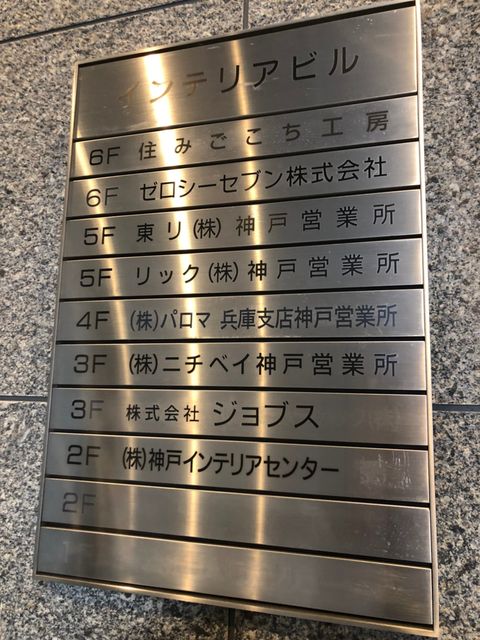 インテリアビル
6F 住みごこち工房
6F ゼロシーセブン株式会社
5F 東リ(株)神戸営業所
5F リック(株)神戸営業所
4F (株)パロマ 兵庫支店神戸営業所
3F (株)ニチベイ神戸営業所
3F 株式会社 ジョブス
2F (株)神戸インテリアセンター
2F